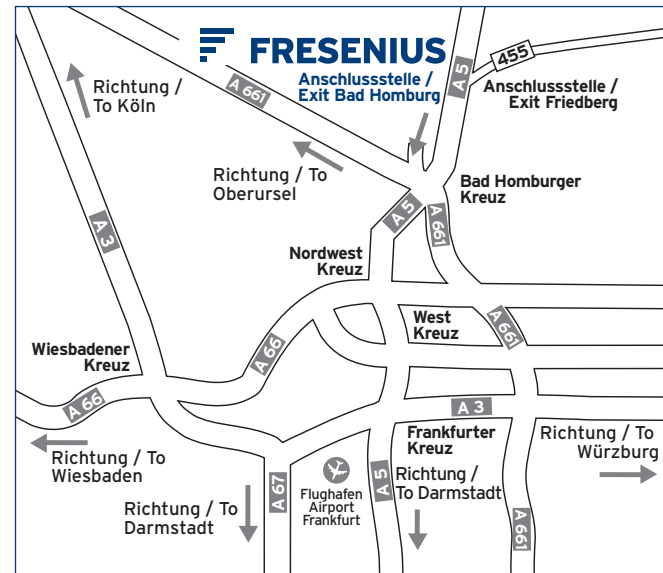 FRESENIUS
Anschlussstelle /
Exit Bad Homburg
455
A 5
Anschlussstelle /
Exit Friedberg
Richtung /
To Köln
A 661
Richtung / To
Oberursel
Bad Homburger
Kreuz
A 5
A 661
A 3
Nordwest
Kreuz
West
Kreuz
A 661
Wiesbadener
Kreuz
A 66
A 66
A 3
Richtung / To
Wiesbaden
Frankfurter
Kreuz
Richtung / To
Würzburg
A 67
Flughafen
Airport
Frankfurt
A 5
Richtung /
To Darmstadt
Richtung / To
Darmstadt
A 661